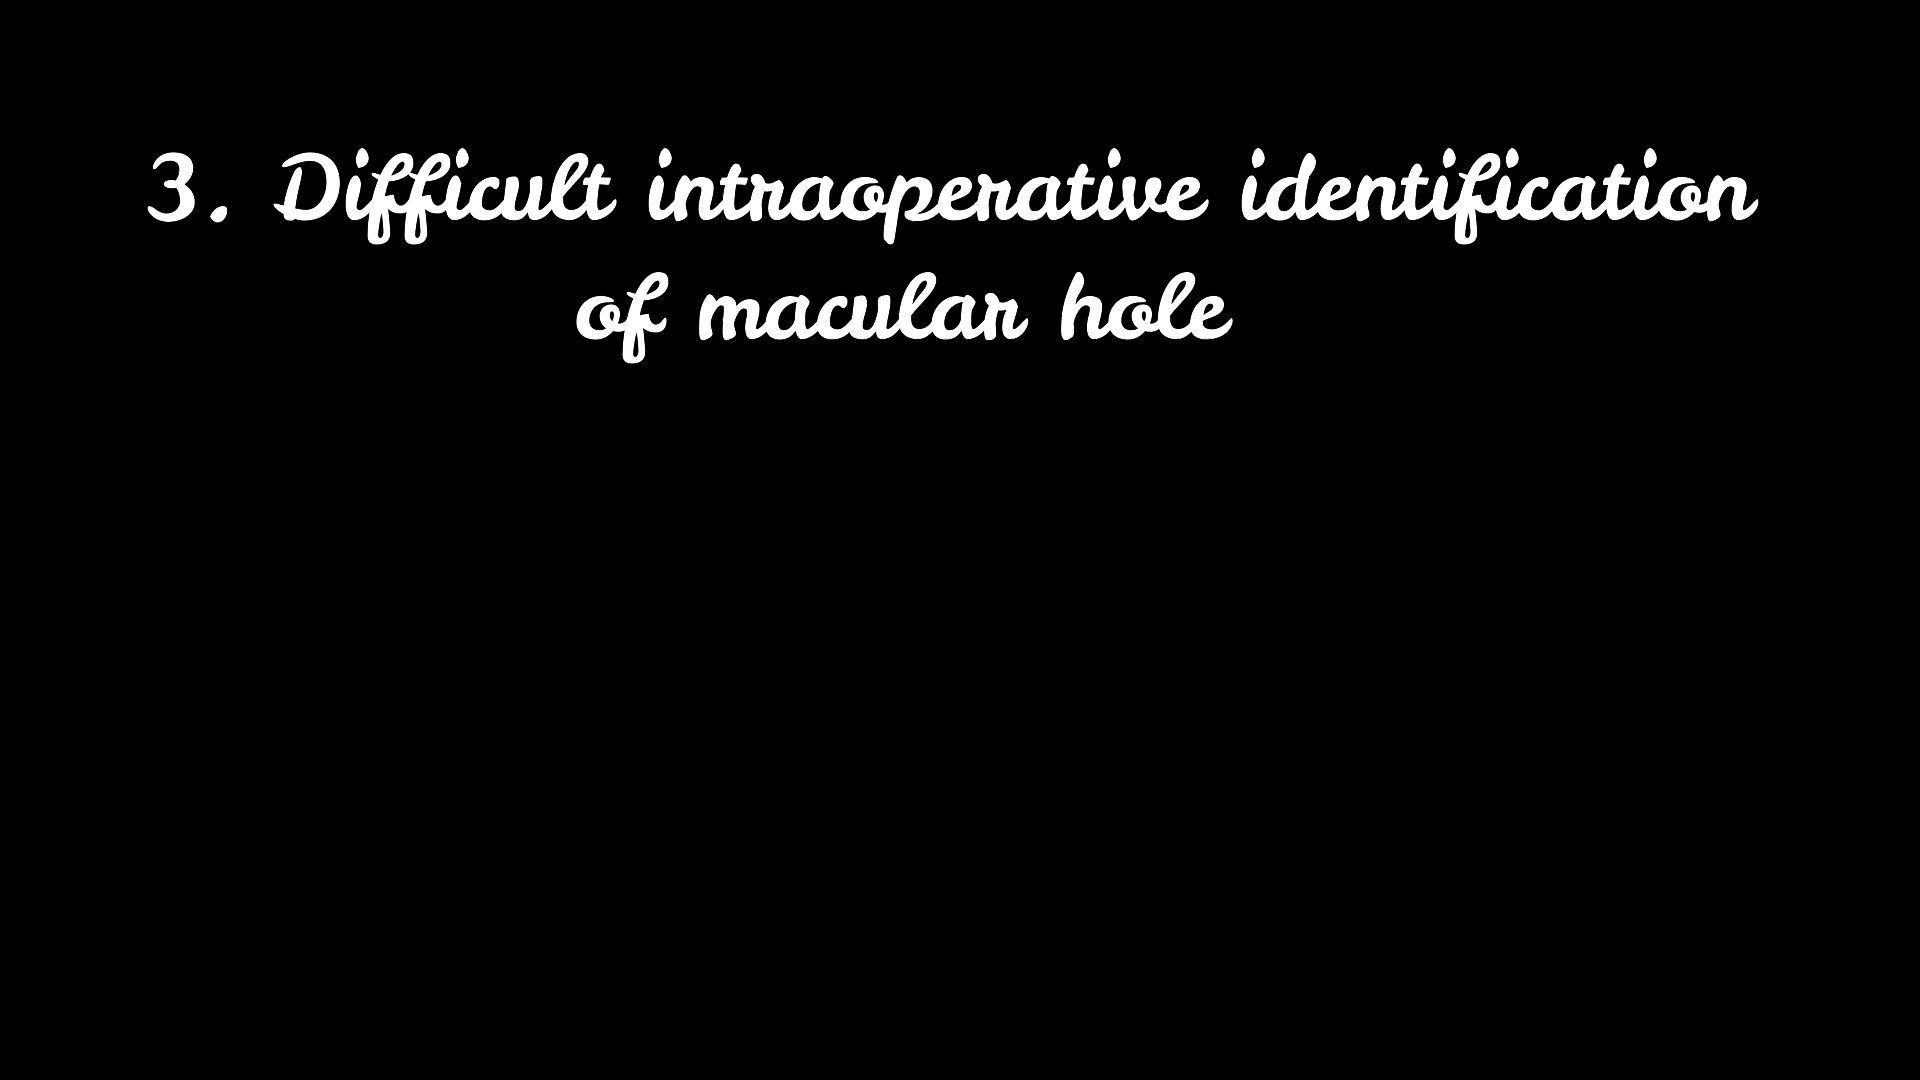 3. Difficult intraoperative identification
of macular hole